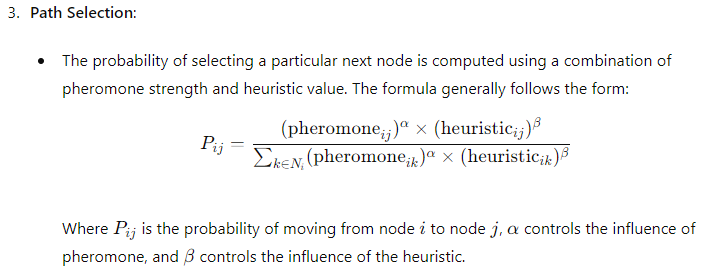 3. Path Selection:
• The probability of selecting a particular next node is computed using a combination of
pheromone strength and heuristic value. The formula generally follows the form:
P_{ij} = \frac{(\text{pheromone}_{ij})^{\alpha} \times (\text{heuristic}_{ij})^{\beta}}{\sum_{k \in N_i} (\text{pheromone}_{ik})^{\alpha} \times (\text{heuristic}_{ik})^{\beta}}
Where P_{ij} is the probability of moving from node i to node j, α controls the influence of
pheromone, and β controls the influence of the heuristic.